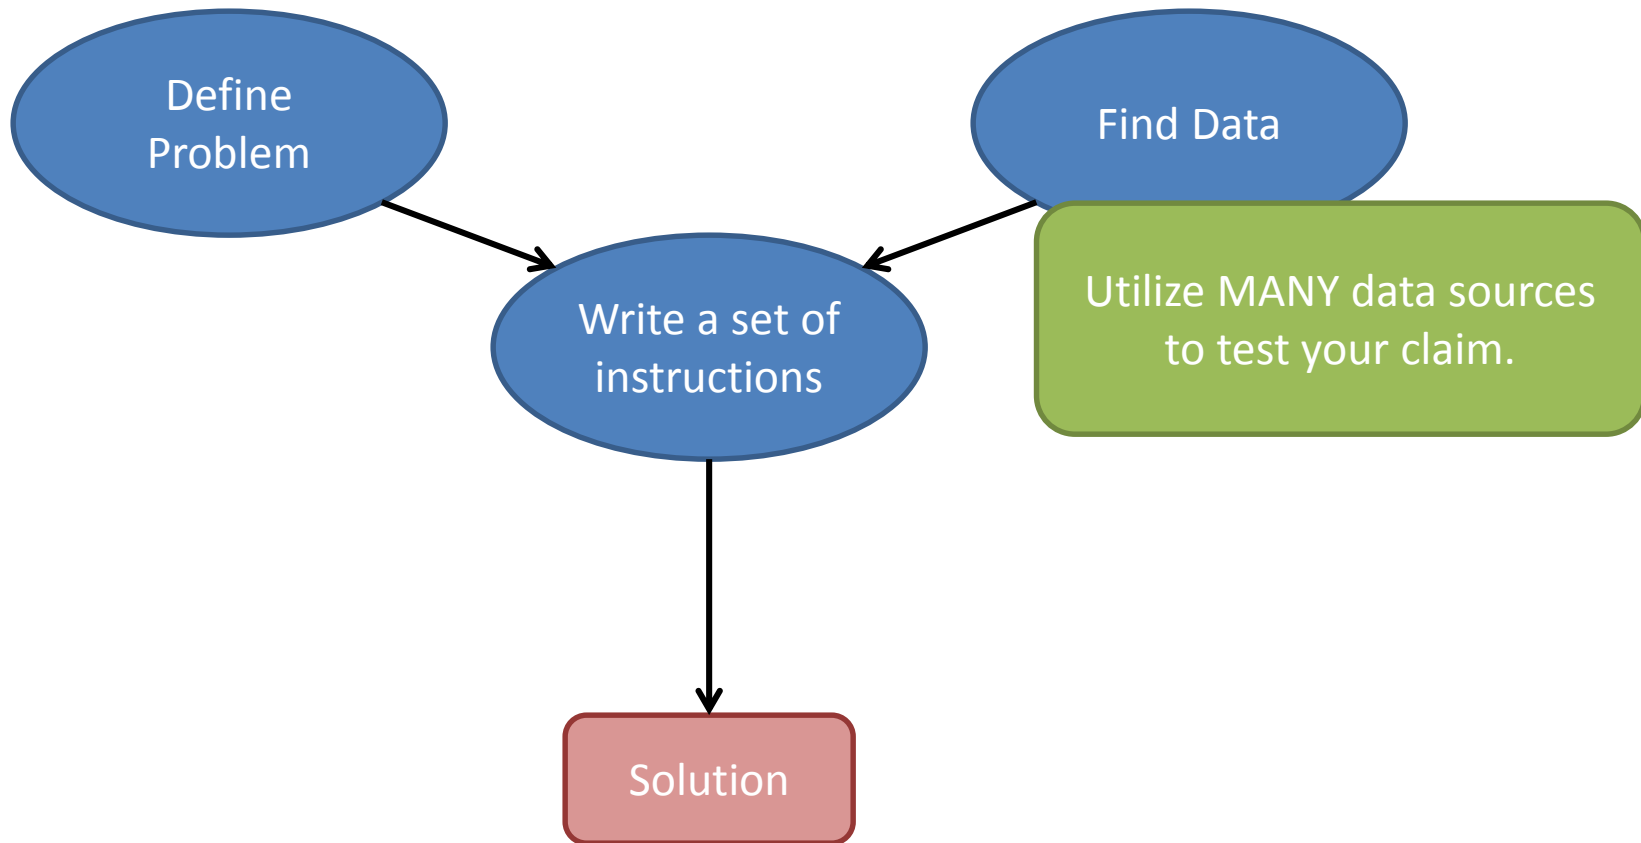 Define
Problem
Find Data
Write a set of
instructions
Utilize MANY data sources
to test your claim.
Solution